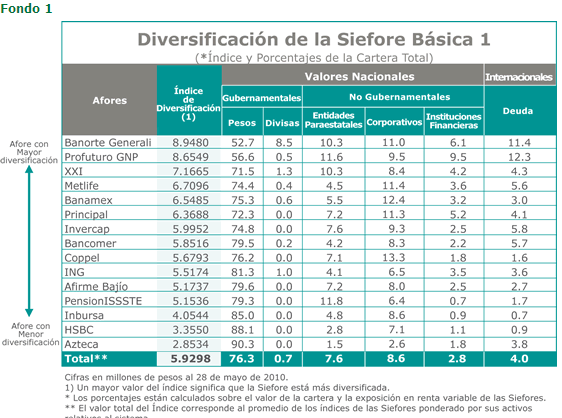 Fondo 1
Diversificación de la Siefore Básica 1
(*Índice y Porcentajes de la Cartera Total)
Afores
Índice de Diversificación (1)
Valores Nacionales
Internacionales
Gubernamentales
No Gubernamentales
Deuda
Pesos Divisas Entidades Paraestatales Corporativos Instituciones Financieras
Afore con Mayor diversificación
Banorte Generali 8.9480 52.7 8.5 10.3 11.0 6.1 11.4
Profuturo GNP 8.6549 56.6 0.5 11.6 9.5 9.5 12.3
XXI 7.1665 71.5 1.3 10.3 8.4 4.2 4.3
Metlife 6.7096 74.4 0.4 4.5 11.4 3.6 5.6
Banamex 6.5485 75.3 0.6 5.5 12.4 3.2 3.0
Principal 6.3688 72.3 0.0 7.2 11.3 5.2 4.1
Invercap 5.9952 74.8 0.0 7.6 9.3 2.5 5.8
Bancomer 5.8516 79.5 0.2 4.2 8.3 2.2 5.7
Coppel 5.6793 76.2 0.0 7.1 13.3 1.8 1.6
ING 5.5174 81.3 1.0 4.1 6.5 3.5 3.6
Afirme Bajío 5.1737 79.6 0.0 7.2 8.0 2.5 2.7
PensionISSSTE 5.1536 79.3 0.0 11.8 6.4 0.7 1.7
Inbursa 4.0544 85.0 0.0 4.8 8.6 0.9 0.7
HSBC 3.3550 88.1 0.0 2.8 7.1 1.1 0.9
Azteca 2.8534 90.3 0.0 1.5 2.6 1.8 3.8
Afore con Menor diversificación
Total** 5.9298 76.3 0.7 7.6 8.6 2.8 4.0
Cifras en millones de pesos al 28 de mayo de 2010.
1) Un mayor valor del índice significa que la Siefore está más diversificada.
* Los porcentajes están calculados sobre el valor de la cartera y la exposición en renta variable de las Siefores.
** El valor total del Índice corresponde al promedio de los índices de las Siefores ponderado por sus activos
relativos al sistema.